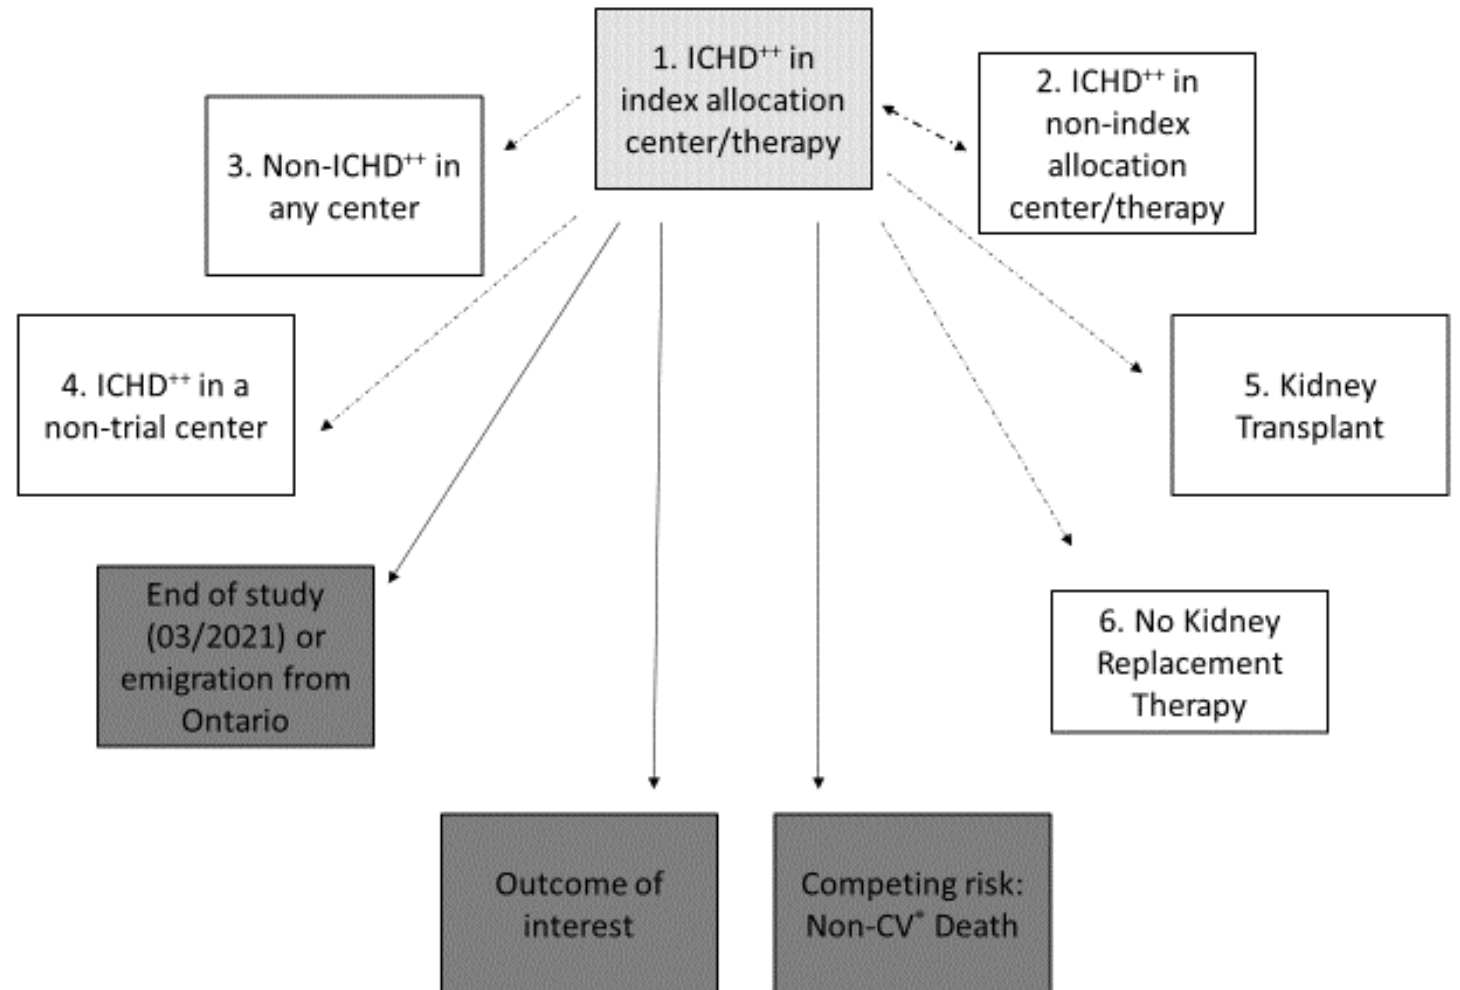 1. ICHD⁺⁺ in
index allocation
center/therapy
2. ICHD⁺⁺ in
non-index
allocation
center/therapy
3. Non-ICHD⁺⁺ in
any center
4. ICHD⁺⁺ in a
non-trial center
5. Kidney
Transplant
End of study
(03/2021) or
emigration from
Ontario
6. No Kidney
Replacement
Therapy
Outcome of
interest
Competing risk:
Non-CV* Death